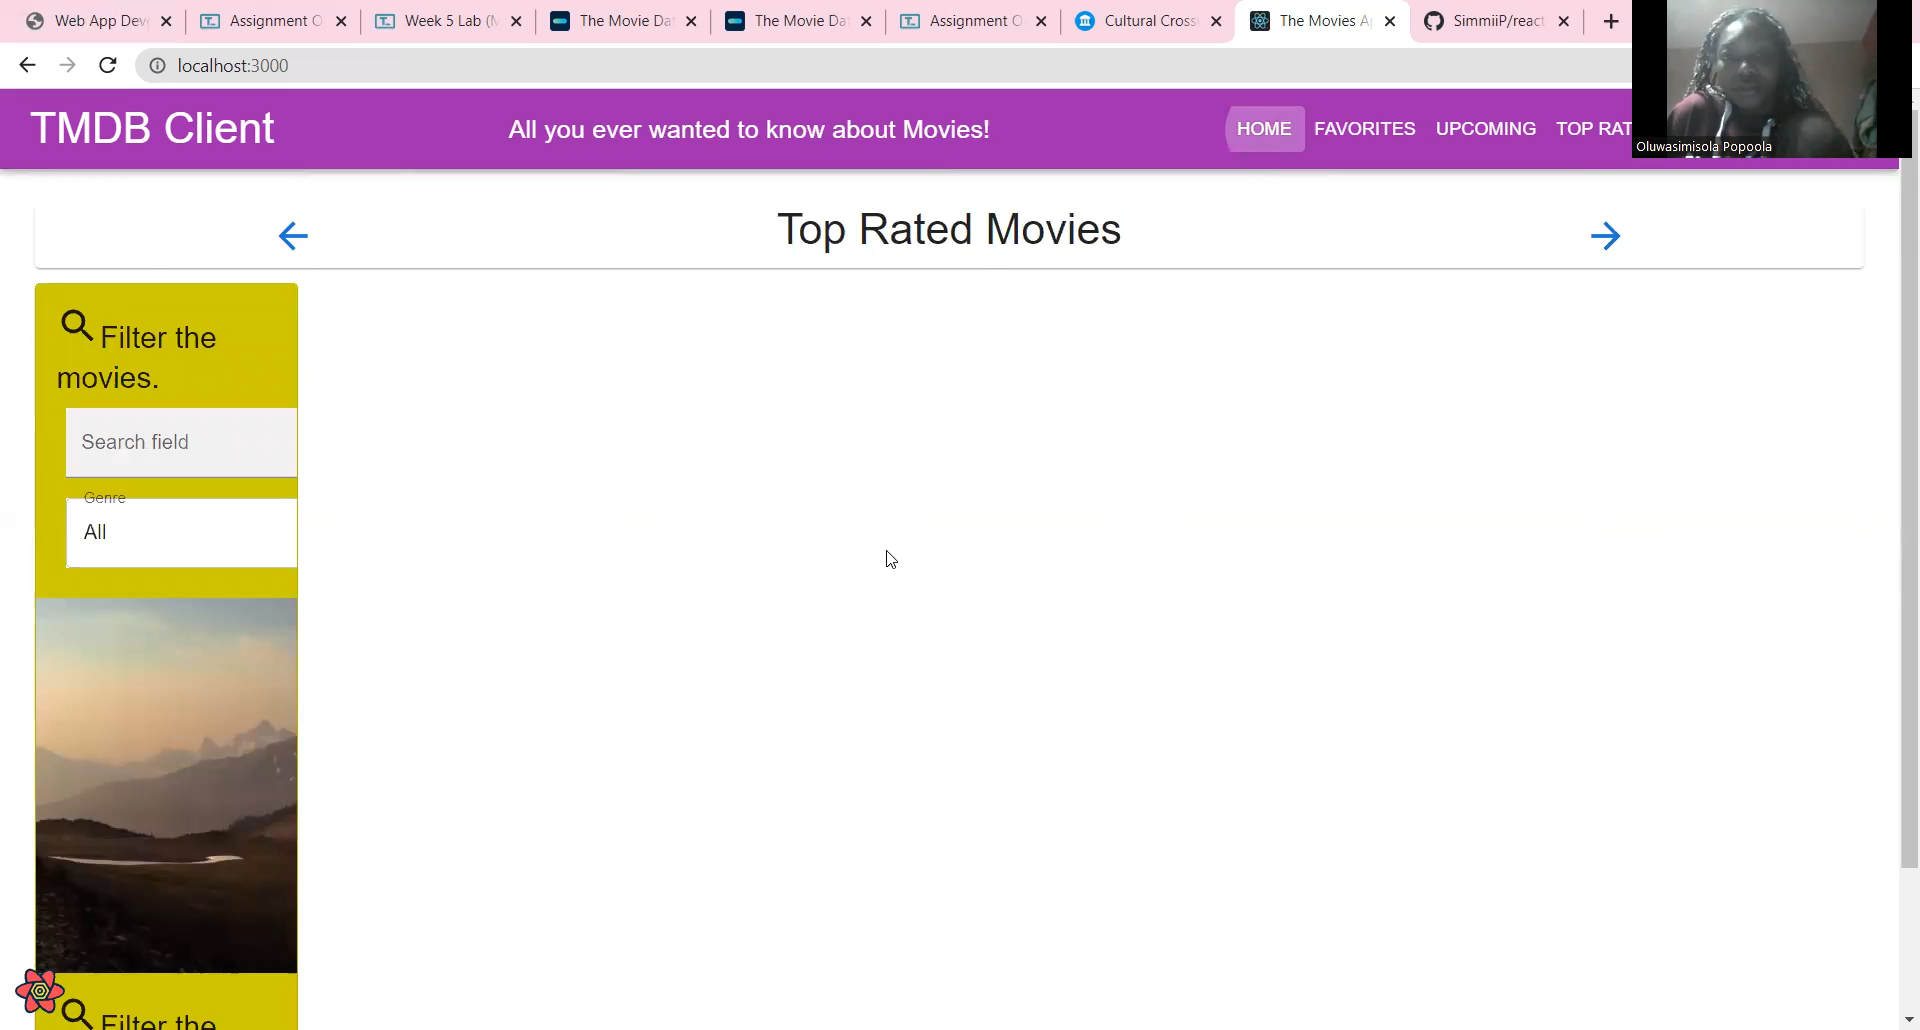 Web App Dev
Assignment O
Week 5 Lab (M
The Movie Da
The Movie Da
Assignment O
Cultural Cross
The Movies A
SimmiiP/react
localhost:3000
TMDB Client
All you ever wanted to know about Movies!
HOME FAVORITES UPCOMING TOP RAT
Oluwasimisola Popoola
Top Rated Movies
Filter the
movies.
Search field
Genre
All
Filter the